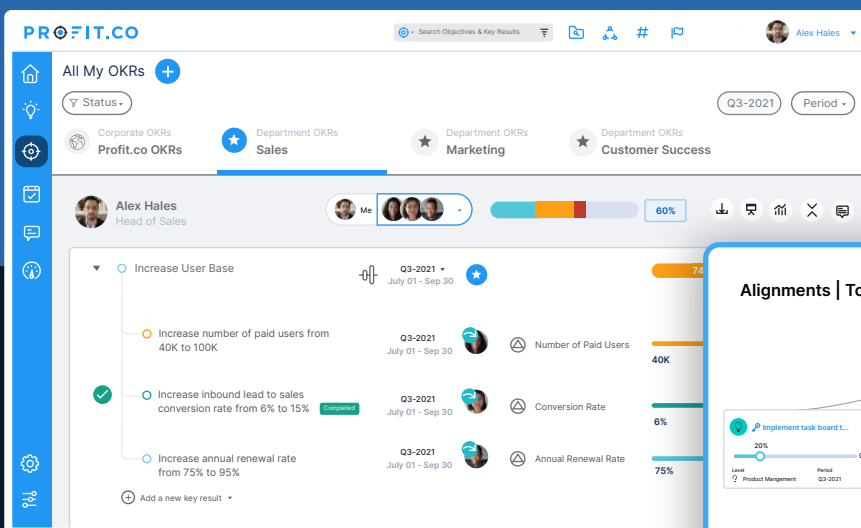 PROFIT.CO
Search Objectives & Key Results
#
Alex Hales
All My OKRs
Status
Q3-2021
Period
Corporate OKRs
Profit.co OKRs
Department OKRs
Sales
Department OKRs
Marketing
Department OKRs
Customer Success
Alex Hales
Head of Sales
Me
60%
Increase User Base
Q3-2021
July 01 - Sep 30
Alignments | To
Increase number of paid users from
40K to 100K
Q3-2021
July 01 - Sep 30
Number of Paid Users
40K
Increase inbound lead to sales
conversion rate from 6% to 15%
Completed
Q3-2021
July 01 - Sep 30
Conversion Rate
6%
Increase annual renewal rate
from 75% to 95%
Q3-2021
July 01 - Sep 30
Annual Renewal Rate
75%
Add a new key result
Implement task board t...
20%
Level
Product Mangement
Period
Q3-2021